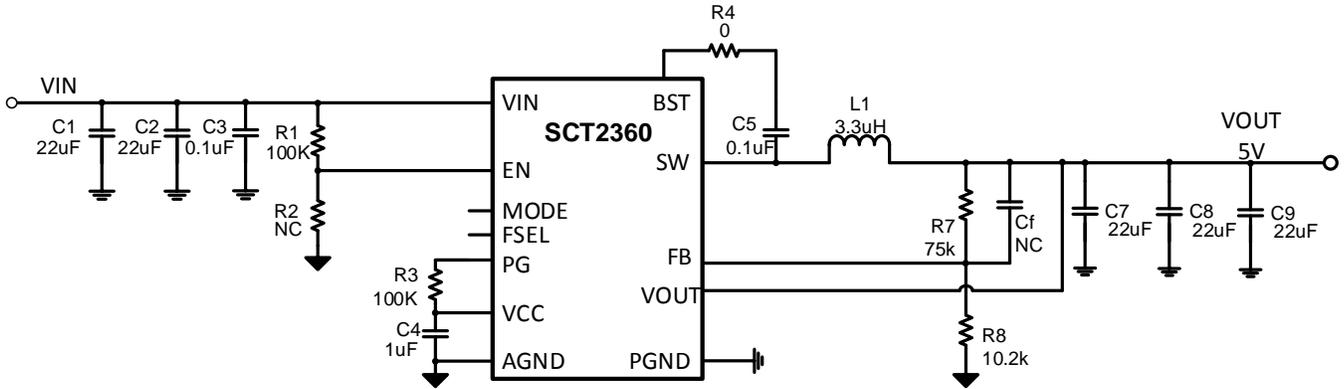 R4
0
VIN
C1
22uF
C2
22uF
C3
0.1uF
R1
100K
R2
NC
VIN
BST
SCT2360
EN
SW
MODE
FSEL
PG
FB
VCC
VOUT
AGND
PGND
R3
100K
C4
1uF
C5
0.1uF
L1
3.3uH
VOUT
5V
R7
75k
Cf
NC
C7
22uF
C8
22uF
C9
22uF
R8
10.2k